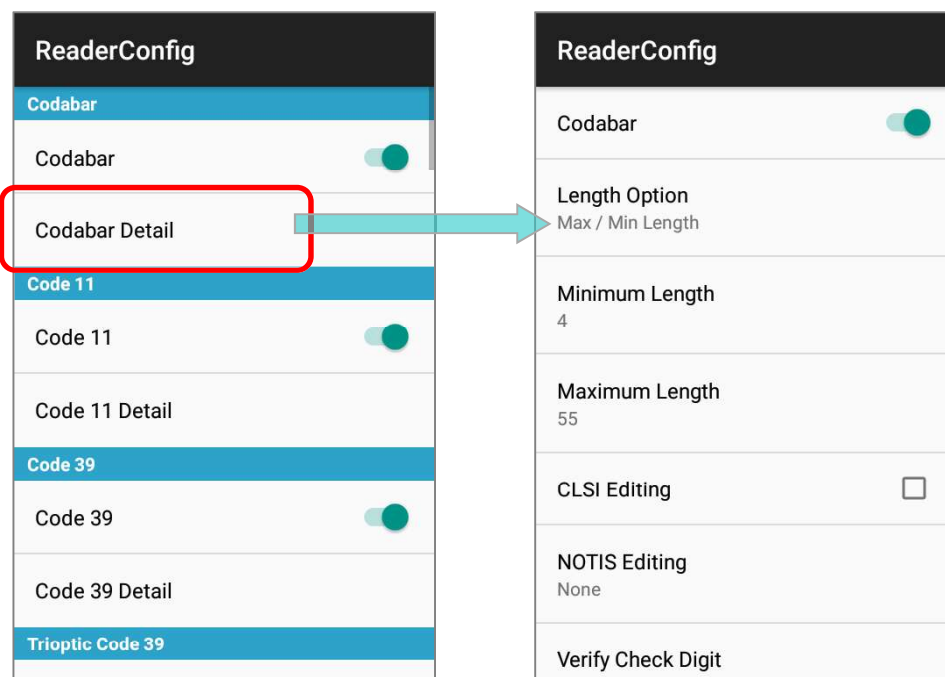 ReaderConfig
Codabar
Codabar
Codabar Detail
Code 11
Code 11
Code 11 Detail
Code 39
Code 39
Code 39 Detail
Trioptic Code 39
ReaderConfig
Codabar
Length Option
Max / Min Length
Minimum Length
4
Maximum Length
55
CLSI Editing
NOTIS Editing
None
Verify Check Digit